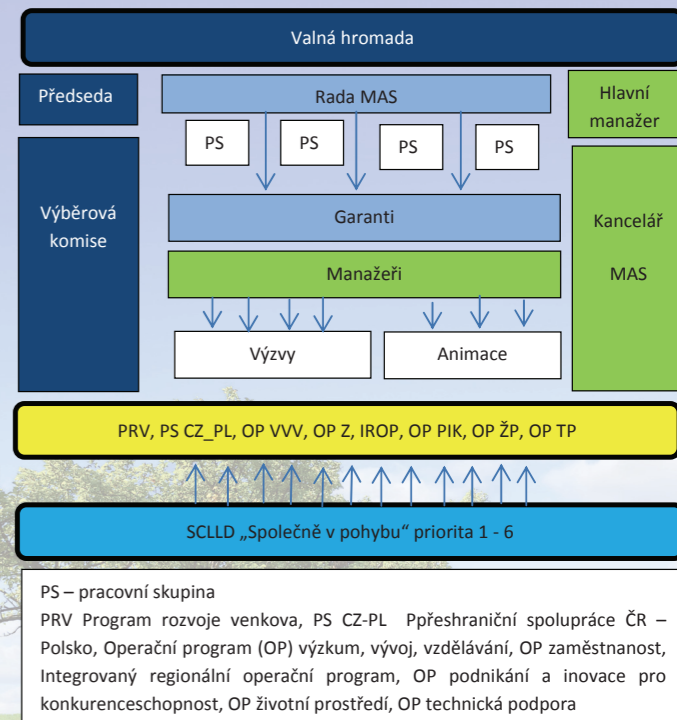 Valná hromada
Předseda
Rada MAS
Hlavní
manažer
PS
PS
PS
PS
Výběrová
komise
Garanti
Kancelář
MAS
Manažeři
Výzvy
Animace
PRV, PS CZ_PL, OP VVV, OP Z, IROP, OP PIK, OP ŽP, OP TP
SCLLD „Společně v pohybu“ priorita 1 - 6
PS – pracovní skupina
PRV Program rozvoje venkova, PS CZ-PL Ppřeshraniční spolupráce ČR –
Polsko, Operační program (OP) výzkum, vývoj, vzdělávání, OP zaměstnanost,
Integrovaný regionální operační program, OP podnikání a inovace pro
konkurenceschopnost, OP životní prostředí, OP technická podpora